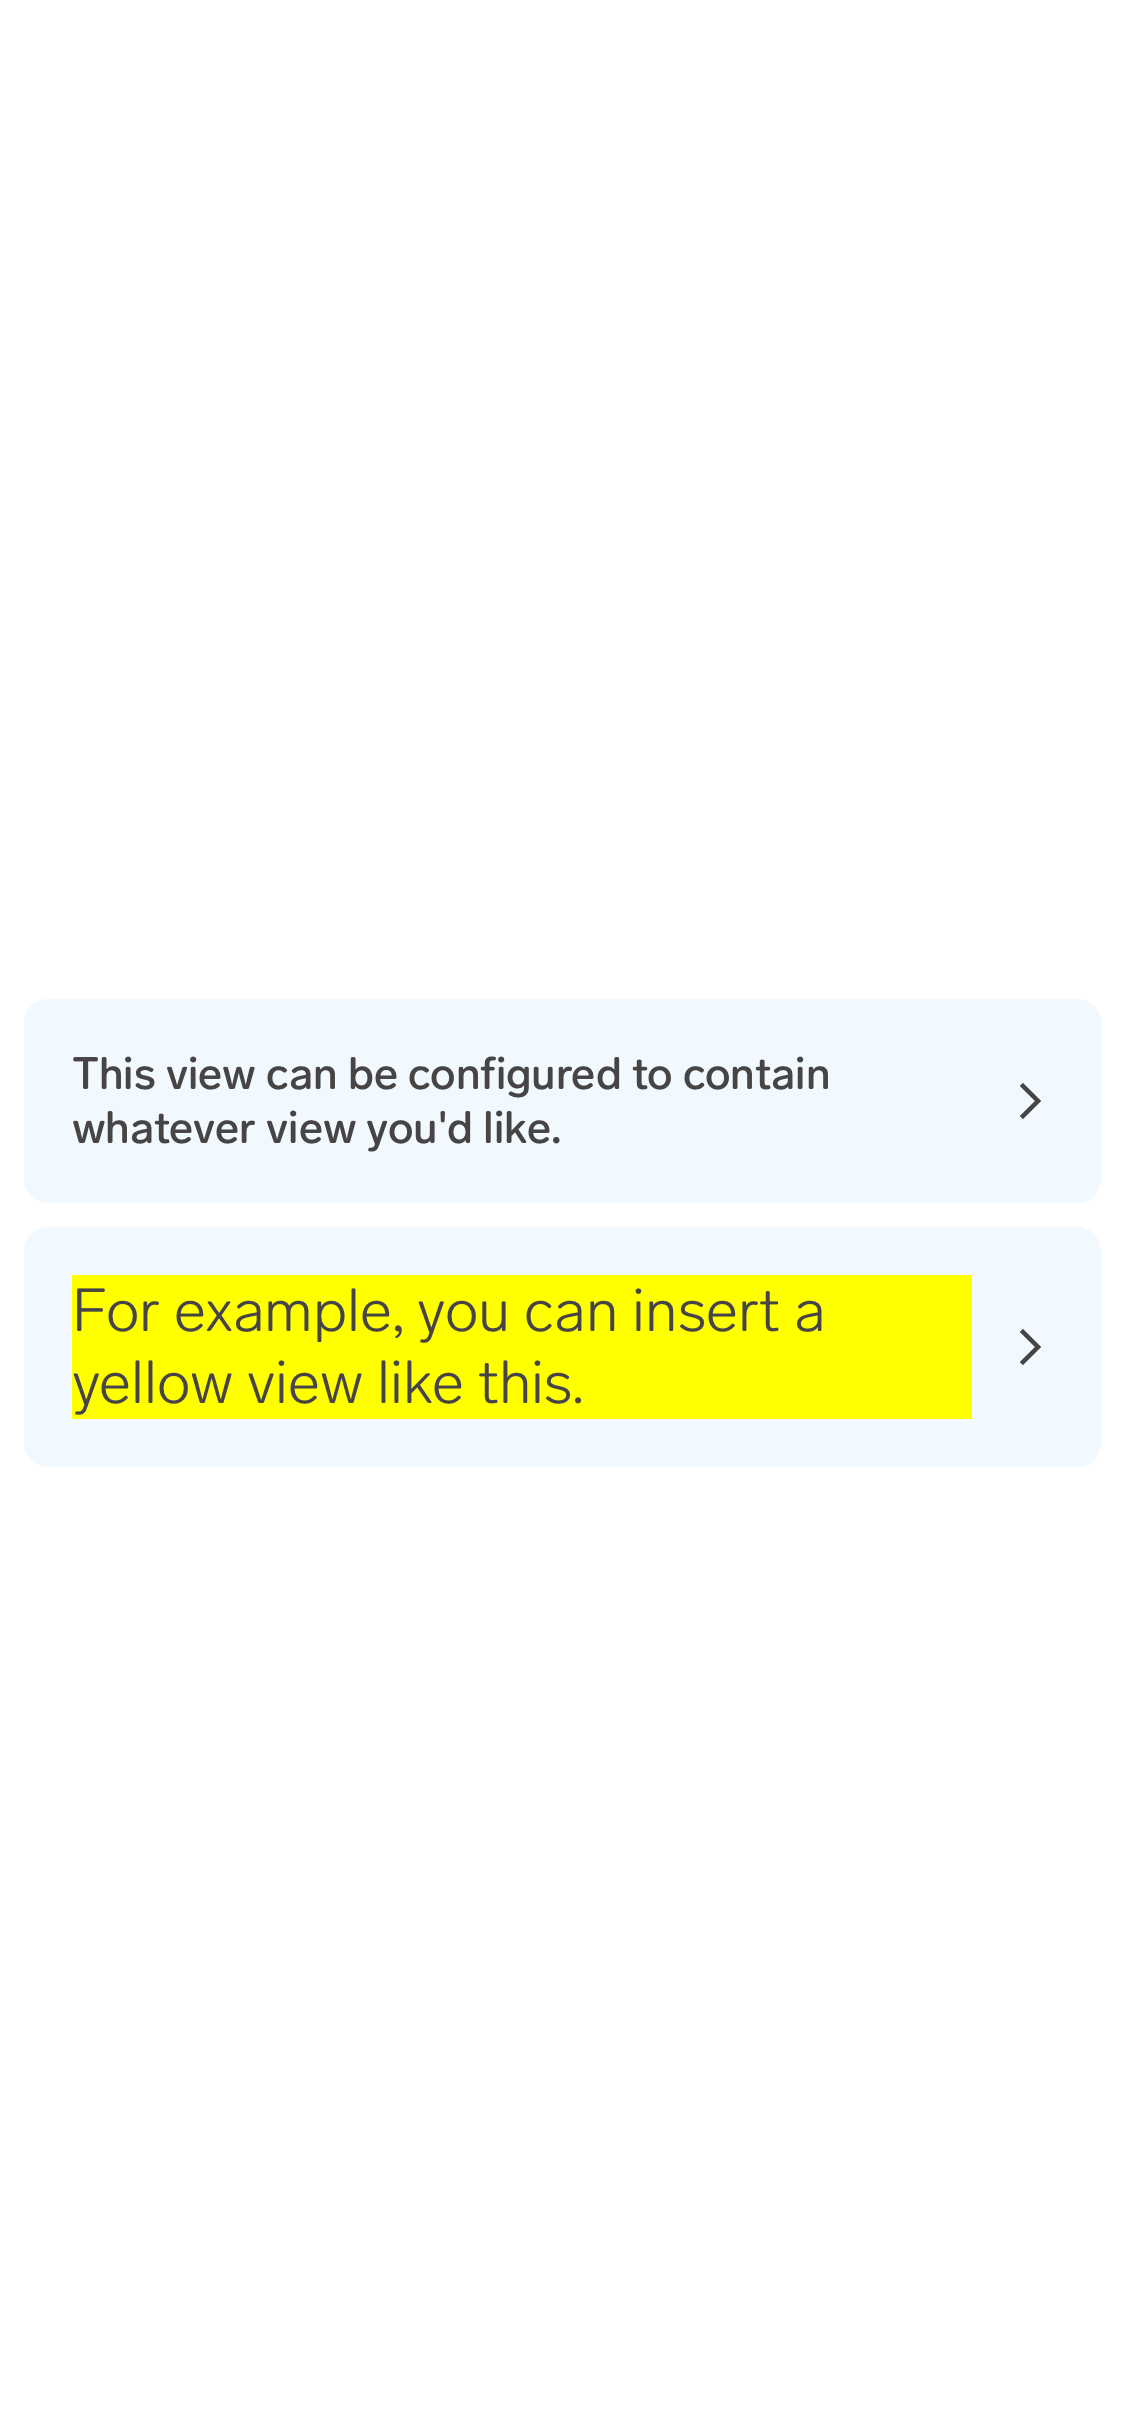 This view can be configured to contain
whatever view you'd like.
For example, you can insert a
yellow view like this.